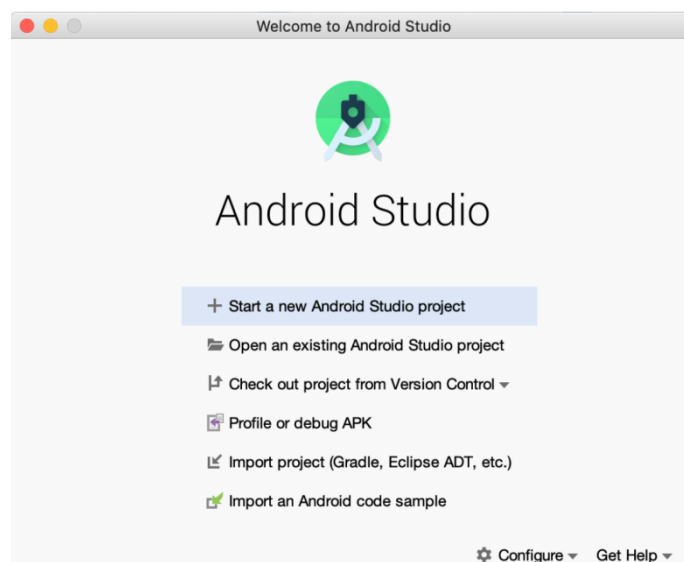 Welcome to Android Studio
Android Studio
Start a new Android Studio project
Open an existing Android Studio project
Check out project from Version Control
Profile or debug APK
Import project (Gradle, Eclipse ADT, etc.)
Import an Android code sample
Configure Get Help